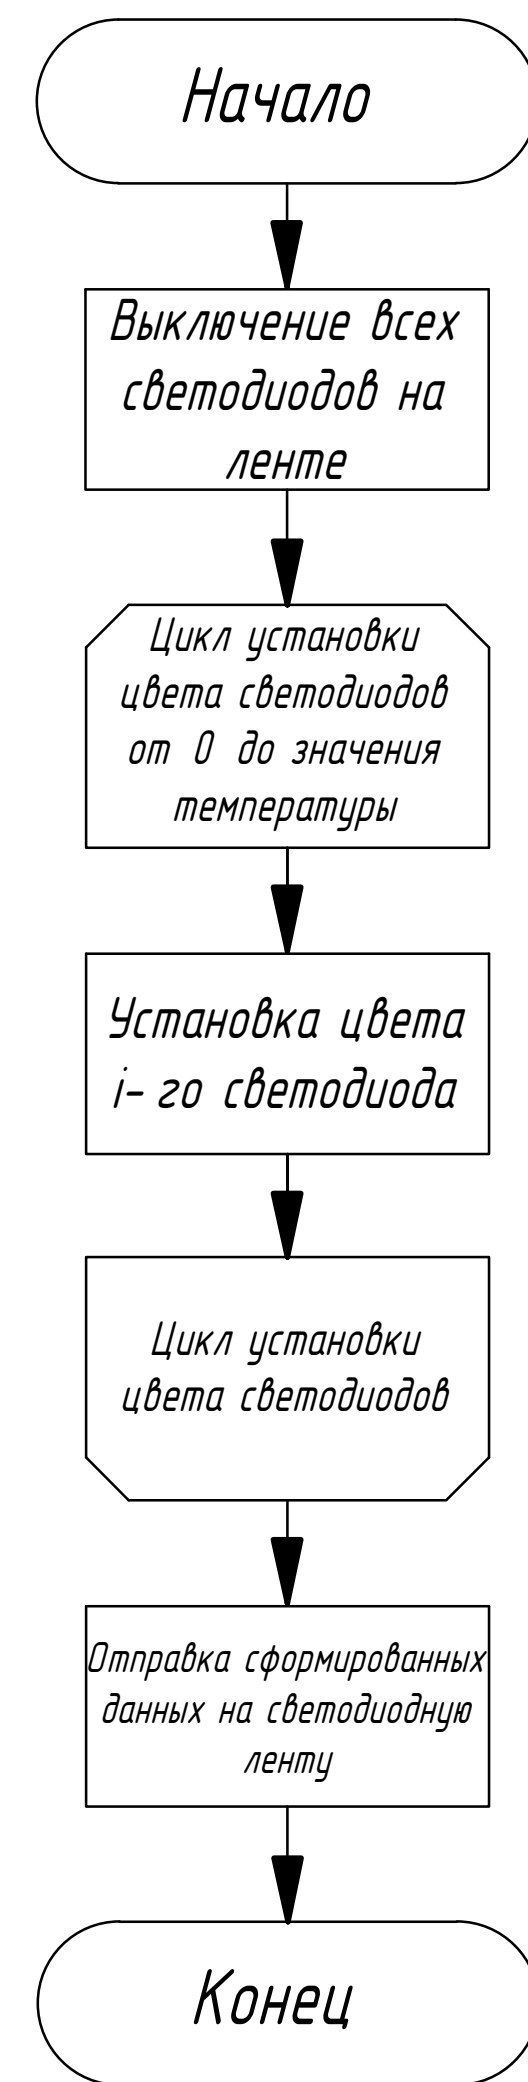 Начало
Выключение всех
светодиодов на
ленте
Цикл установки
цвета светодиодов
от 0 до значения
температуры
Установка цвета
i- го светодиода
Цикл установки
цвета светодиодов
Отправка сформированных
данных на светодиодную
ленту
Конец